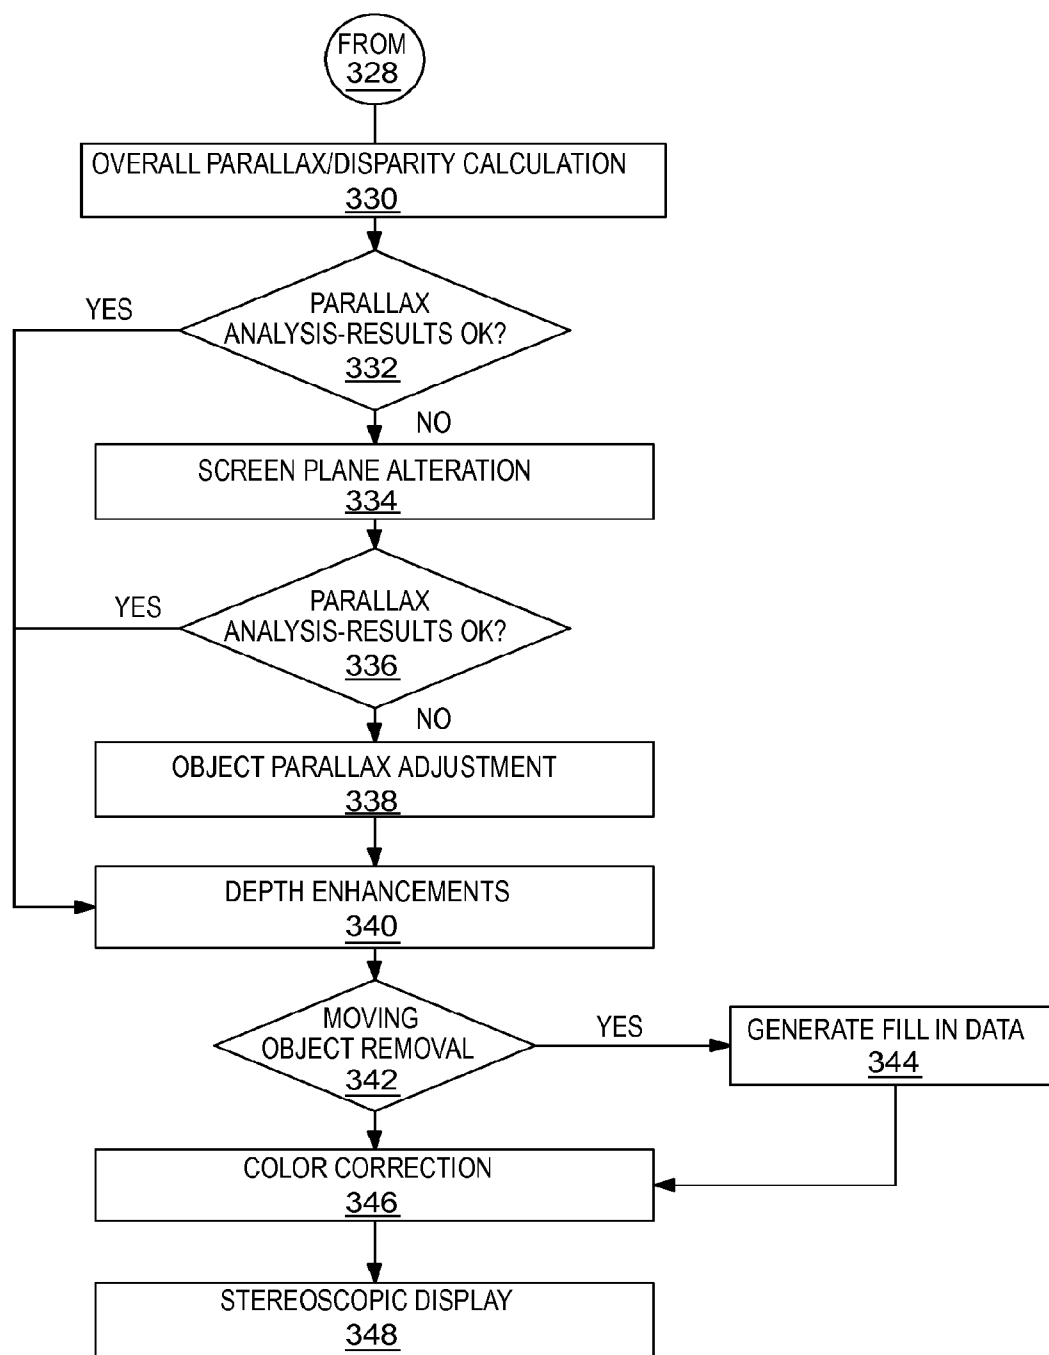 FROM
328
OVERALL PARALLAX/DISPARITY CALCULATION
330
YES
PARALLAX
ANALYSIS-RESULTS OK?
332
NO
SCREEN PLANE ALTERATION
334
YES
PARALLAX
ANALYSIS-RESULTS OK?
336
NO
OBJECT PARALLAX ADJUSTMENT
338
DEPTH ENHANCEMENTS
340
MOVING
OBJECT REMOVAL
342
YES
GENERATE FILL IN DATA
344
COLOR CORRECTION
346
STEREOSCOPIC DISPLAY
348